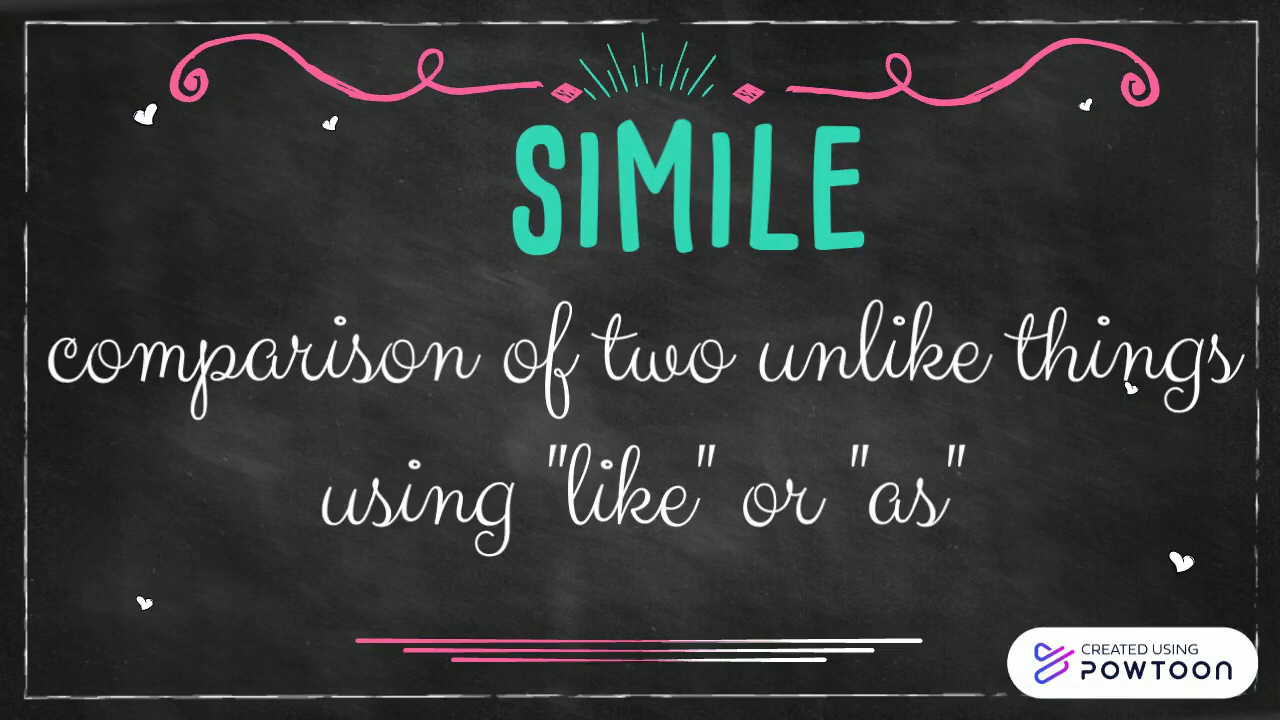 SIMILE
comparison of two unlike things
using "like" or "as"
CREATED USING
POWTOON